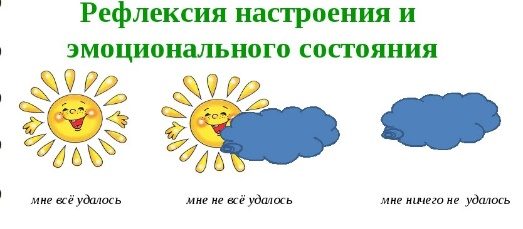 Рефлексия настроения и
эмоционального состояния
мне всё удалось
мне не всё удалось
мне ничего не удалось